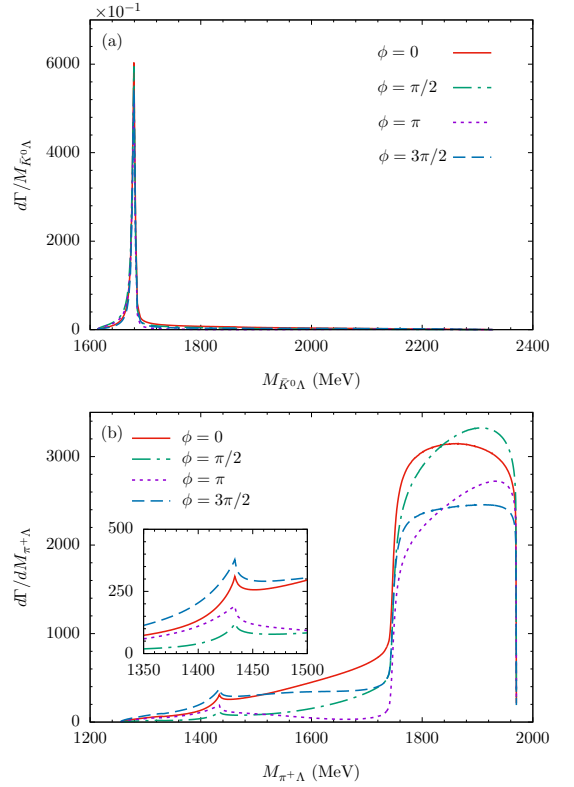 ×10⁻¹
(a)
6000
4000
2000
0
dΓ/M_{K̄⁰Λ}
ϕ = 0
ϕ = π/2
ϕ = π
ϕ = 3π/2
1600 1800 2000 2200 2400
M_{K̄⁰Λ} (MeV)
(b)
3000
2000
1000
0
dΓ/dM_{π⁺Λ}
ϕ = 0
ϕ = π/2
ϕ = π
ϕ = 3π/2
500
250
0
1350 1400 1450 1500
1200 1400 1600 1800 2000
M_{π⁺Λ} (MeV)